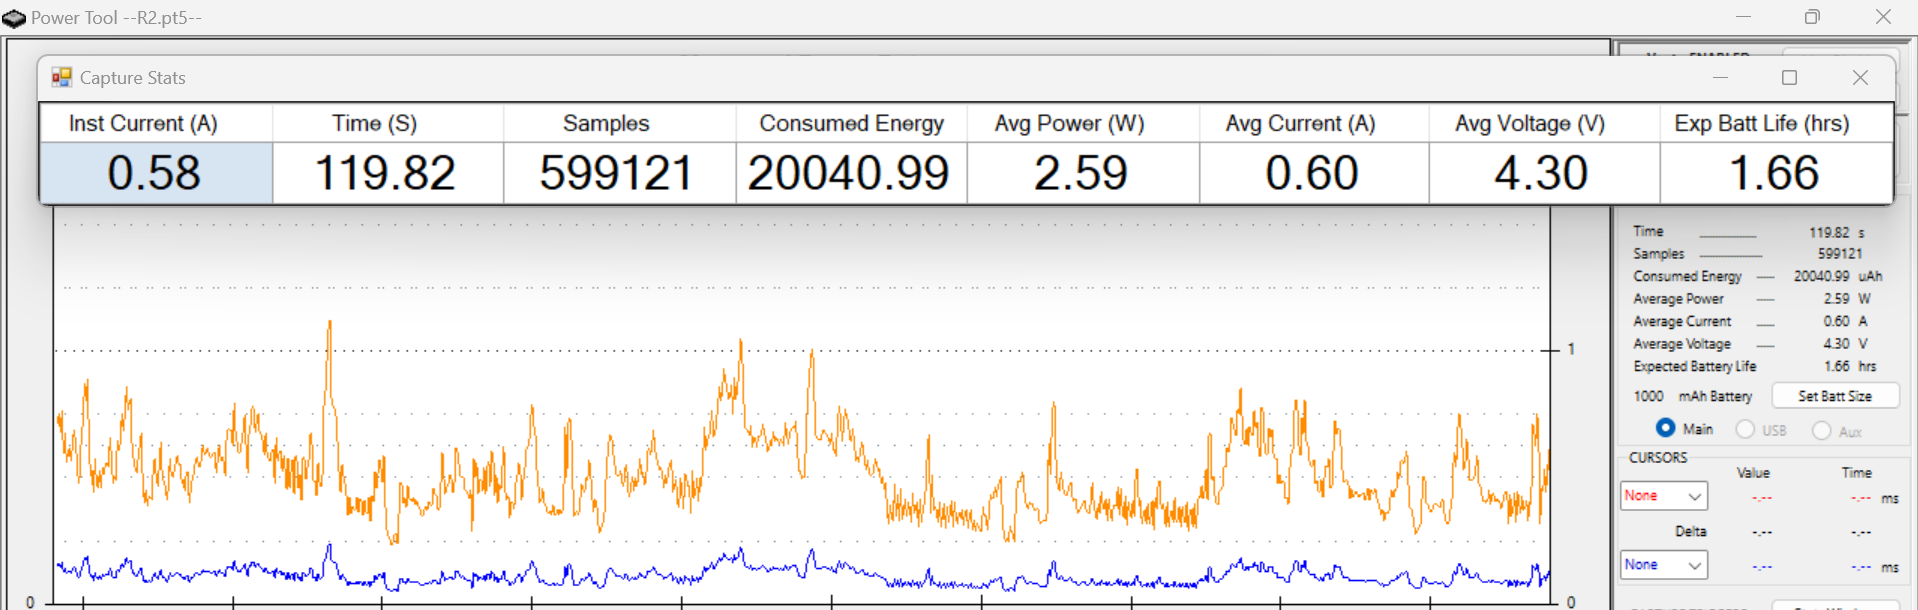 Power Tool --R2.pt5--
Capture Stats
Inst Current (A) Time (S) Samples Consumed Energy Avg Power (W) Avg Current (A) Avg Voltage (V) Exp Batt Life (hrs)
0.58 119.82 599121 20040.99 2.59 0.60 4.30 1.66
Time 119.82 s
Samples 599121
Consumed Energy 20040.99 uAh
Average Power 2.59 W
Average Current 0.60 A
Average Voltage 4.30 V
Expected Battery Life 1.66 hrs
1000 mAh Battery Set Batt Size
Main USB Aux
CURSORS
Value Time
None -.-- -.-- ms
Delta -.-- -.--
None -.-- -.-- ms
1
0 0